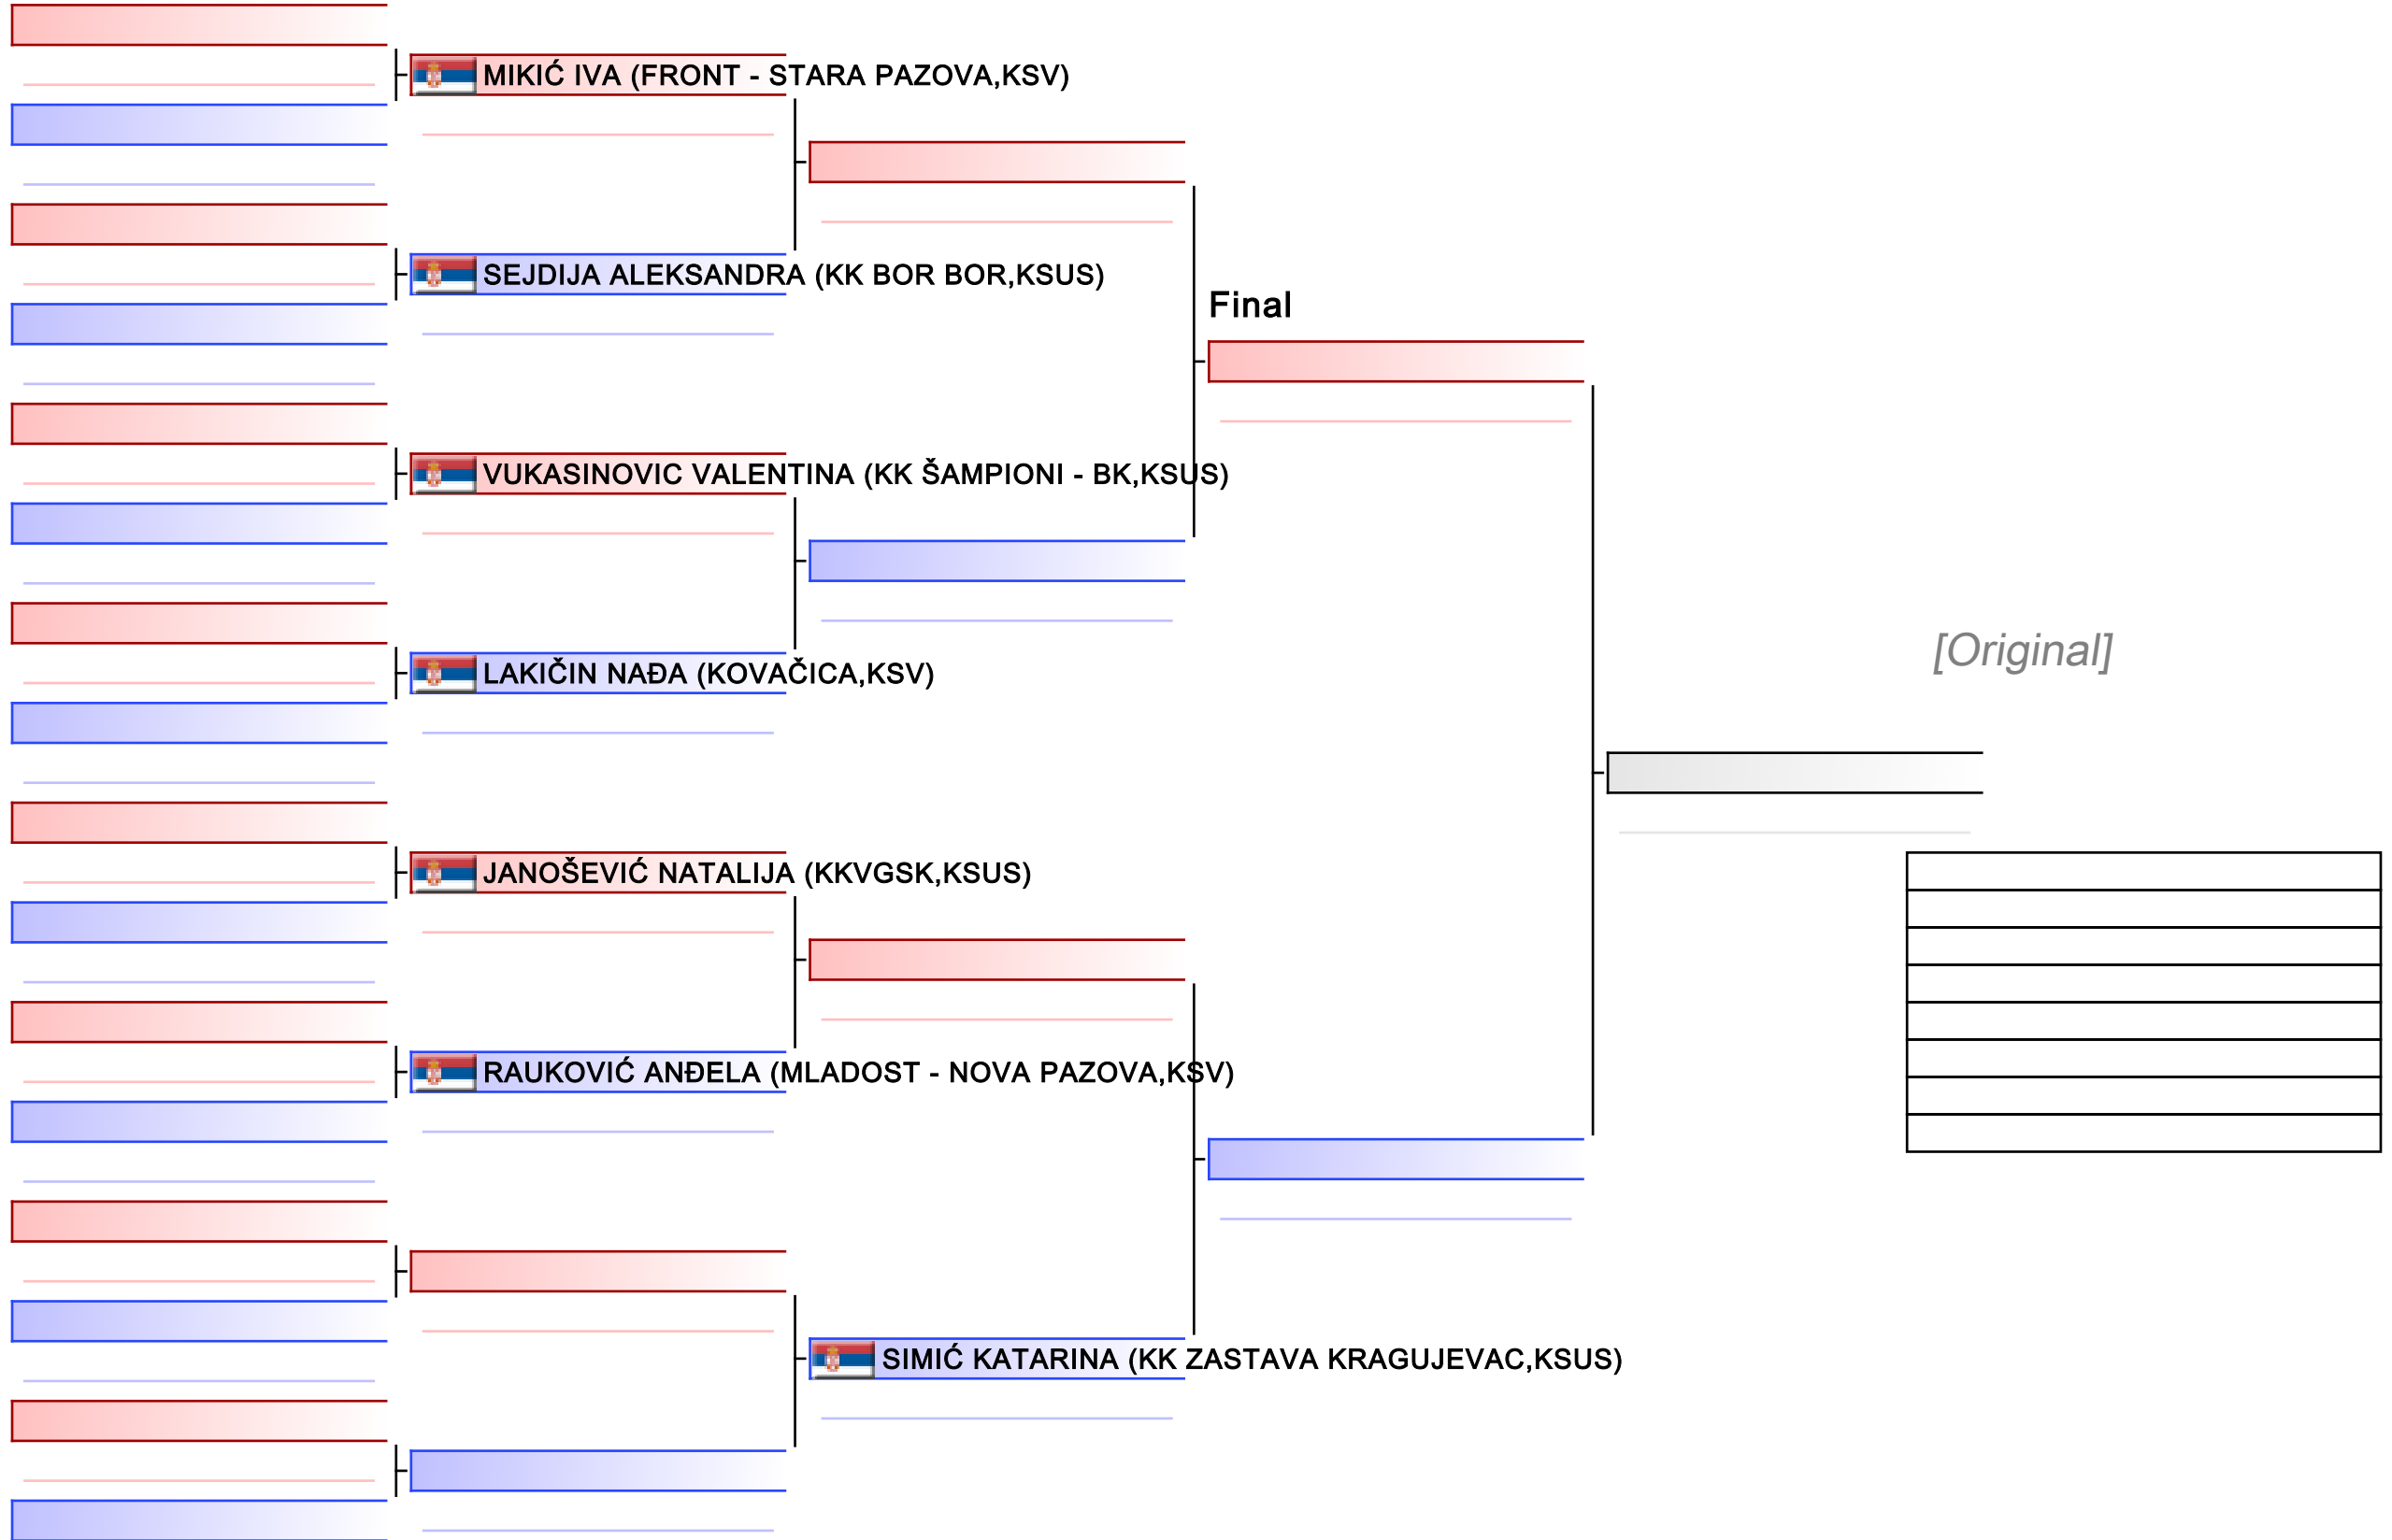 MIKIĆ IVA (FRONT - STARA PAZOVA,KSV)
SEJDIJA ALEKSANDRA (KK BOR BOR,KSUS)
Final
VUKASINOVIC VALENTINA (KK ŠAMPIONI - BK,KSUS)
[Original]
LAKIČIN NAĐA (KOVAČICA,KSV)
JANOŠEVIĆ NATALIJA (KKVGSK,KSUS)
RAUKOVIĆ ANĐELA (MLADOST - NOVA PAZOVA,KSV)
SIMIĆ KATARINA (KK ZASTAVA KRAGUJEVAC,KSUS)